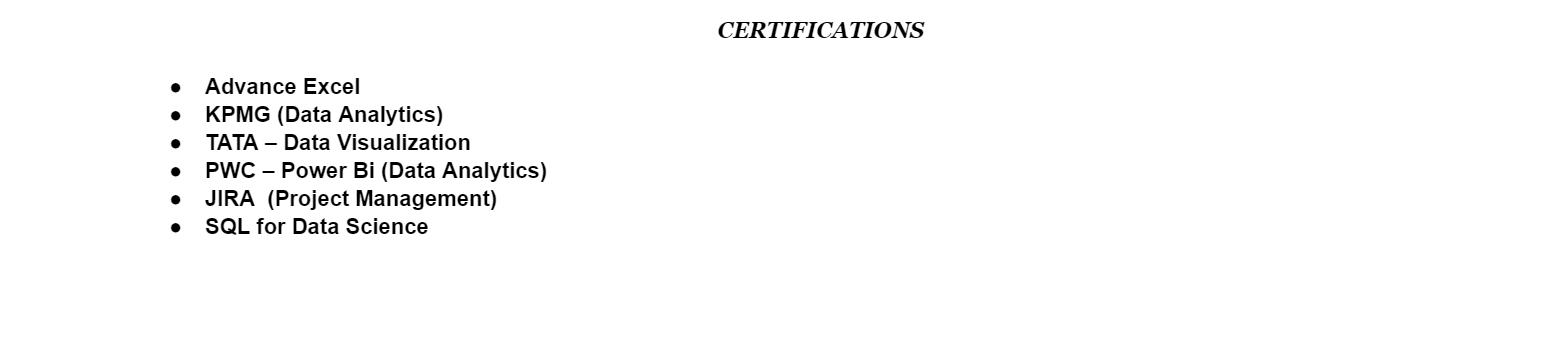 CERTIFICATIONS
● Advance Excel
● KPMG (Data Analytics)
● TATA – Data Visualization
● PWC – Power Bi (Data Analytics)
● JIRA  (Project Management)
● SQL for Data Science